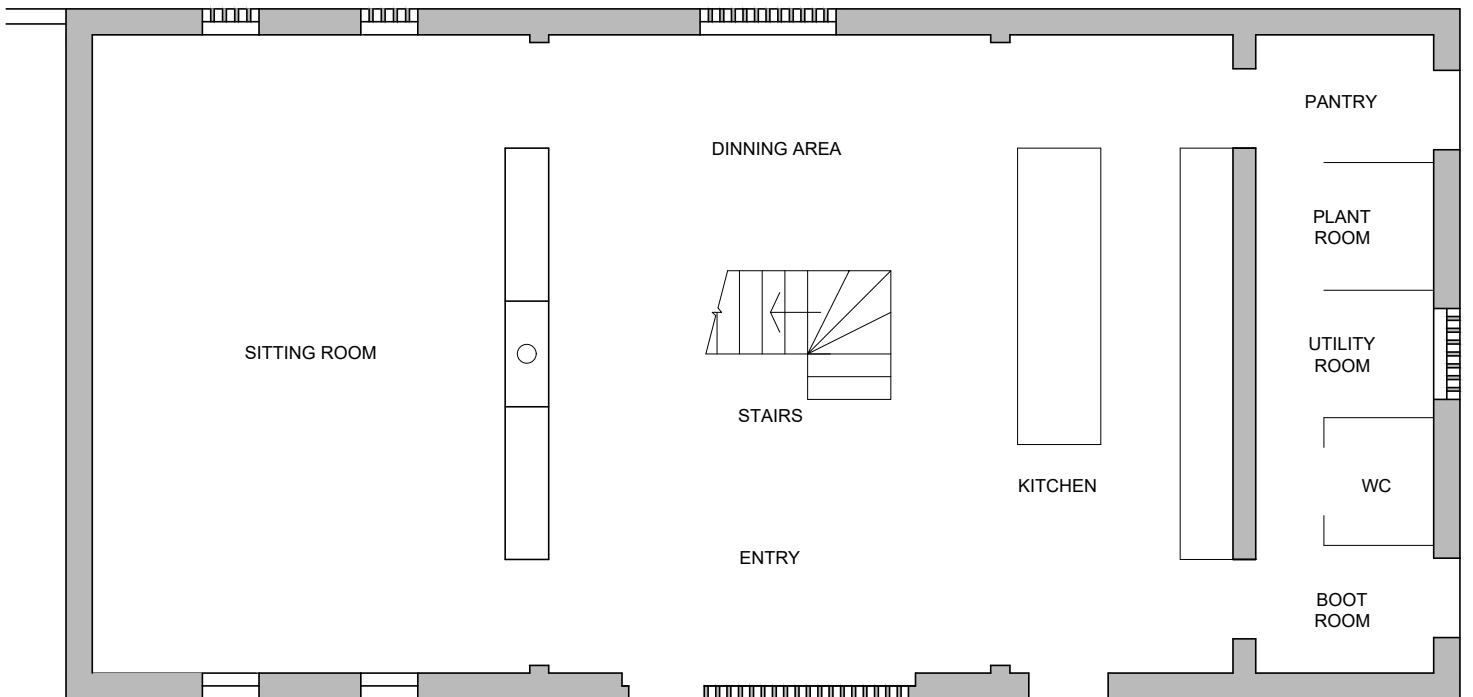 PANTRY
DINNING AREA
PLANT
ROOM
SITTING ROOM
UTILITY
ROOM
STAIRS
KITCHEN
WC
ENTRY
BOOT
ROOM